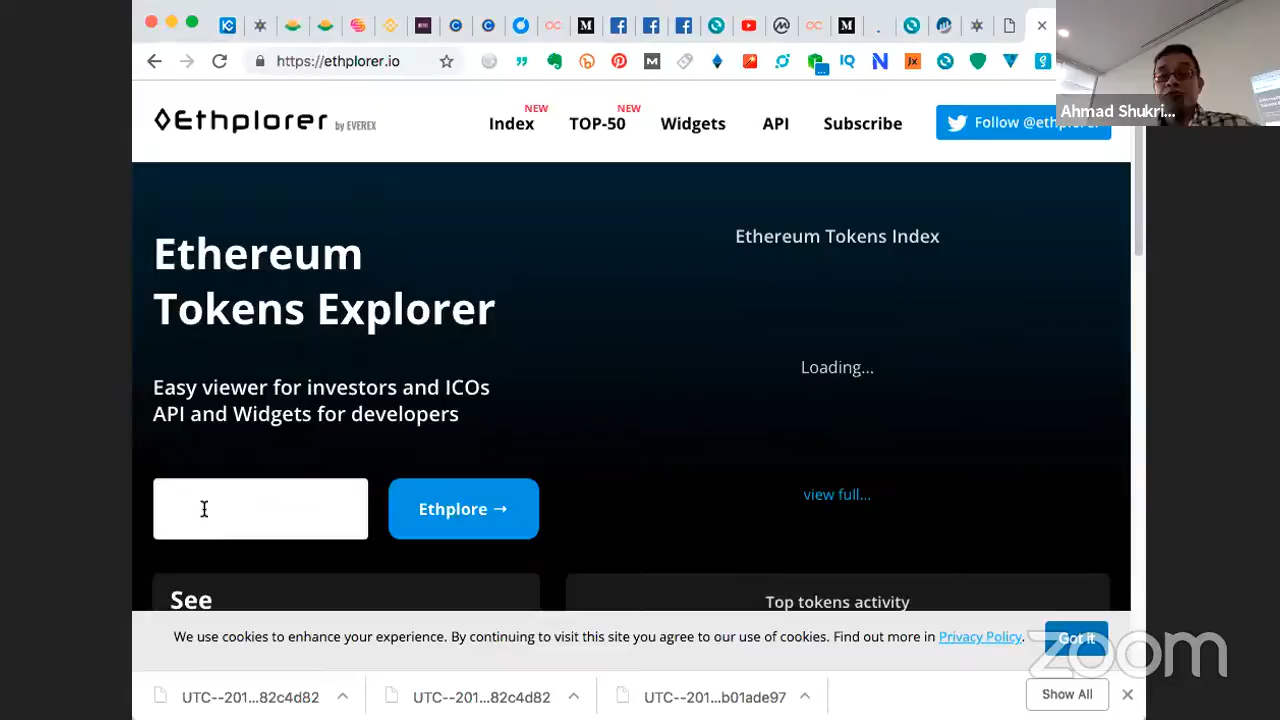 https://ethplorer.io
Ahmad Shukri...
Ethplorer by EVEREX
Index NEW
TOP-50 NEW
Widgets
API
Subscribe
Follow @ethplorer
Ethereum
Tokens Explorer
Ethereum Tokens Index
Loading...
Easy viewer for investors and ICOs
API and Widgets for developers
view full...
Ethplore →
See
Top tokens activity
We use cookies to enhance your experience. By continuing to visit this site you agree to our use of cookies. Find out more in Privacy Policy.
Got it
zoom
UTC--201...82c4d82
UTC--201...82c4d82
UTC--201...b01ade97
Show All